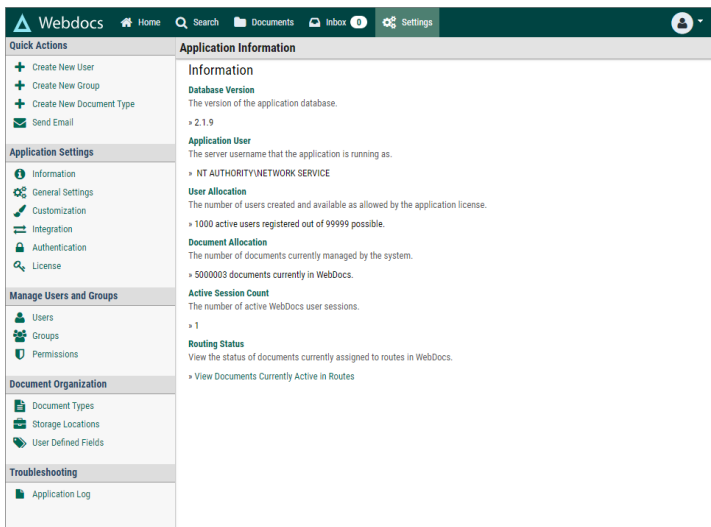 Webdocs Home Search Documents Inbox 0 Settings
Quick Actions
Create New User
Create New Group
Create New Document Type
Send Email
Application Settings
Information
General Settings
Customization
Integration
Authentication
License
Manage Users and Groups
Users
Groups
Permissions
Document Organization
Document Types
Storage Locations
User Defined Fields
Troubleshooting
Application Log
Application Information
Information
Database Version
The version of the application database.
» 2.1.9
Application User
The server username that the application is running as.
» NT AUTHORITY\NETWORK SERVICE
User Allocation
The number of users created and available as allowed by the application license.
» 1000 active users registered out of 99999 possible.
Document Allocation
The number of documents currently managed by the system.
» 5000003 documents currently in WebDocs.
Active Session Count
The number of active WebDocs user sessions.
» 1
Routing Status
View the status of documents currently assigned to routes in WebDocs.
» View Documents Currently Active in Routes